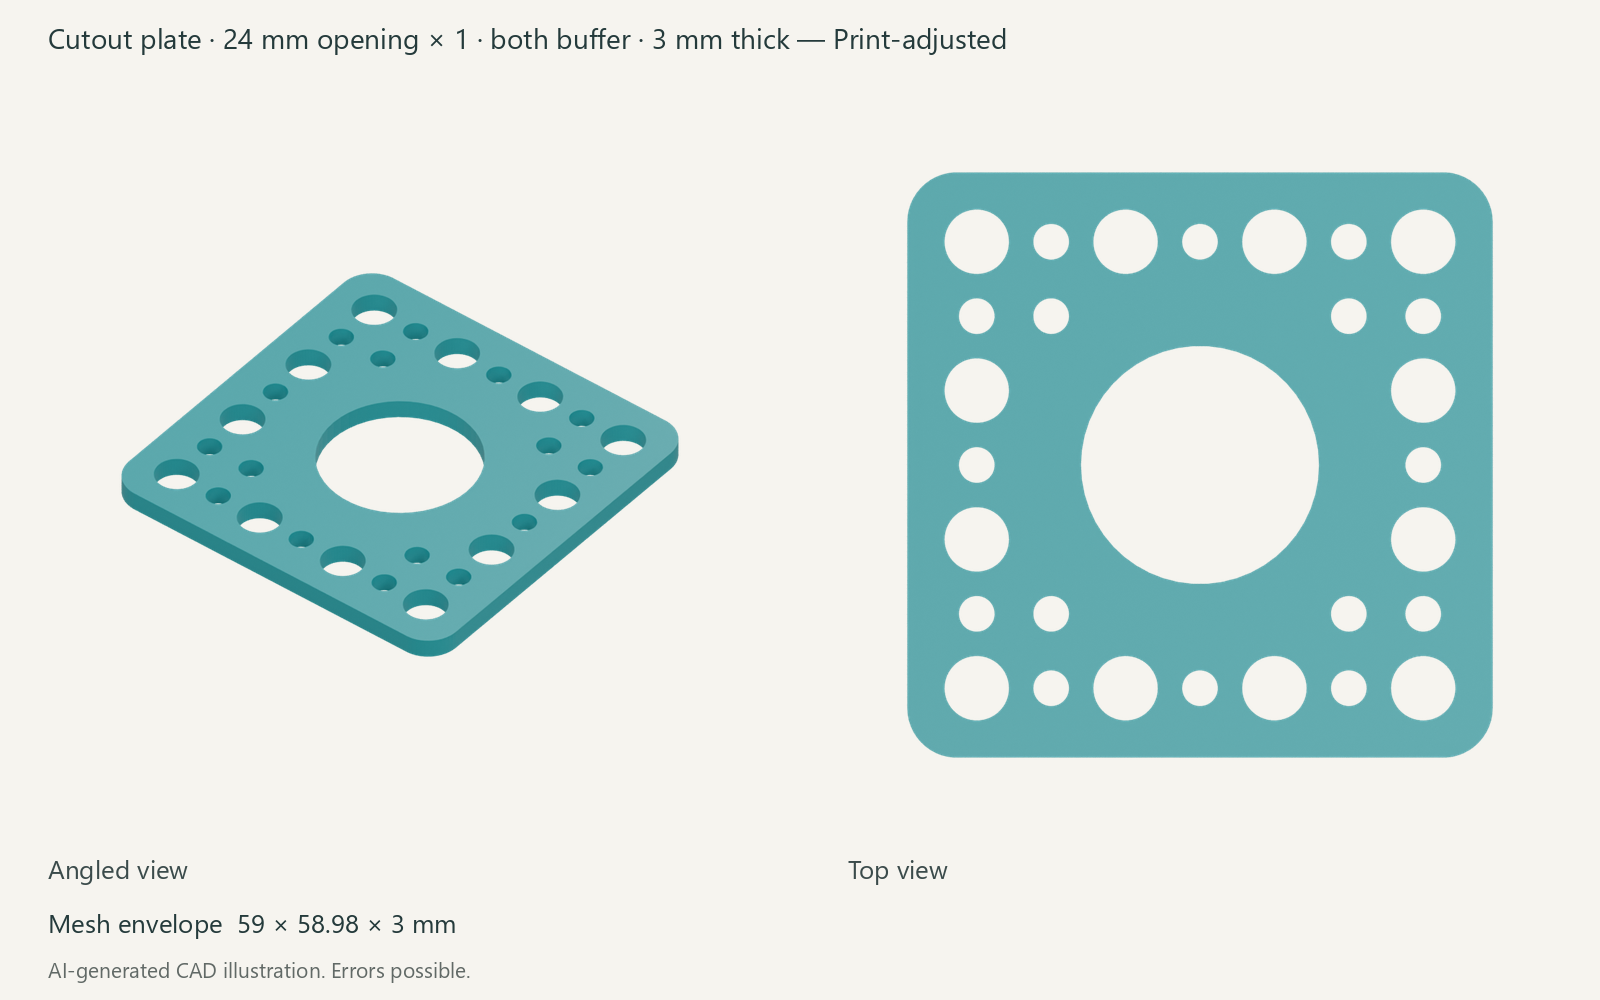 Cutout plate · 24 mm opening × 1 · both buffer · 3 mm thick — Print-adjusted
Angled view
Top view
Mesh envelope  59 × 58.98 × 3 mm
AI-generated CAD illustration. Errors possible.